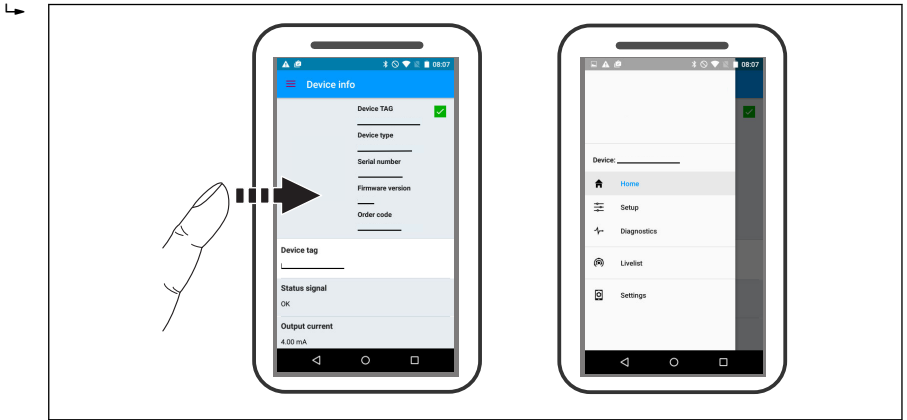 08:07
Device info
Device TAG
Device type
Serial number
Firmware version
Order code
Device tag
Status signal
OK
Output current
4.00 mA
08:07
Device:
Home
Setup
Diagnostics
Livelist
Settings